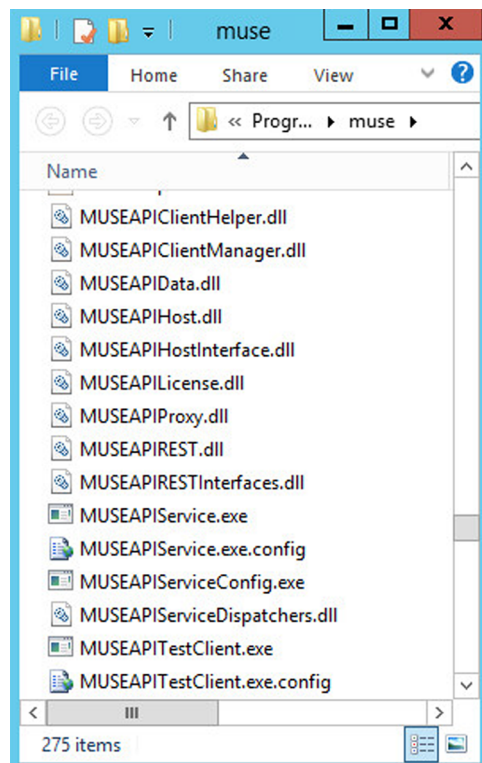 muse
File Home Share View
« Progr... muse
Name
MUSEAPIClientHelper.dll
MUSEAPIClientManager.dll
MUSEAPIData.dll
MUSEAPIHost.dll
MUSEAPIHostInterface.dll
MUSEAPILicense.dll
MUSEAPIProxy.dll
MUSEAPIREST.dll
MUSEAPIRESTInterfaces.dll
MUSEAPIService.exe
MUSEAPIService.exe.config
MUSEAPIServiceConfig.exe
MUSEAPIServiceDispatchers.dll
MUSEAPITestClient.exe
MUSEAPITestClient.exe.config
275 items